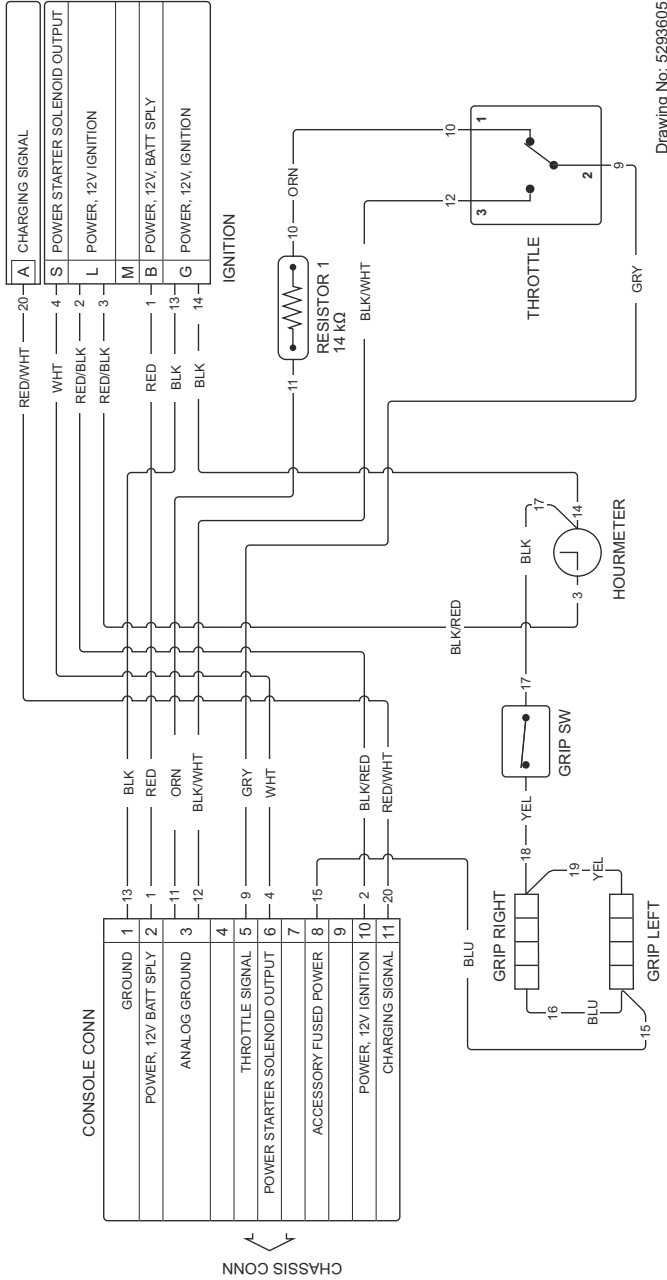 CHASSIS CONN
CONSOLE CONN
GROUND 1
POWER, 12V BATT SPLY 2
ANALOG GROUND 3
4
THROTTLE SIGNAL 5
POWER STARTER SOLENOID OUTPUT 6
7
ACCESSORY FUSED POWER 8
9
POWER, 12V IGNITION 10
CHARGING SIGNAL 11
13 BLK
1 RED
11 ORN
12 BLK/WHT
9 GRY
4 WHT
15
2 BLK/RED
20 RED/WHT
RED/WHT 20 A CHARGING SIGNAL
WHT 4 S POWER STARTER SOLENOID OUTPUT
RED/BLK 2 L POWER, 12V IGNITION
RED/BLK 3
M
RED 1 B POWER, 12V, BATT SPLY
BLK 13 G POWER, 12V, IGNITION
BLK 14
IGNITION
11
RESISTOR 1
14 kΩ
10 ORN 10
BLK/WHT 12
1
3
2
9
THROTTLE
GRY
BLU
BLK/RED
GRIP RIGHT
18 YEL
GRIP SW
17 BLK 17
3 14
HOURMETER
16
BLU
19
YEL
GRIP LEFT
15
Drawing No: 5293605